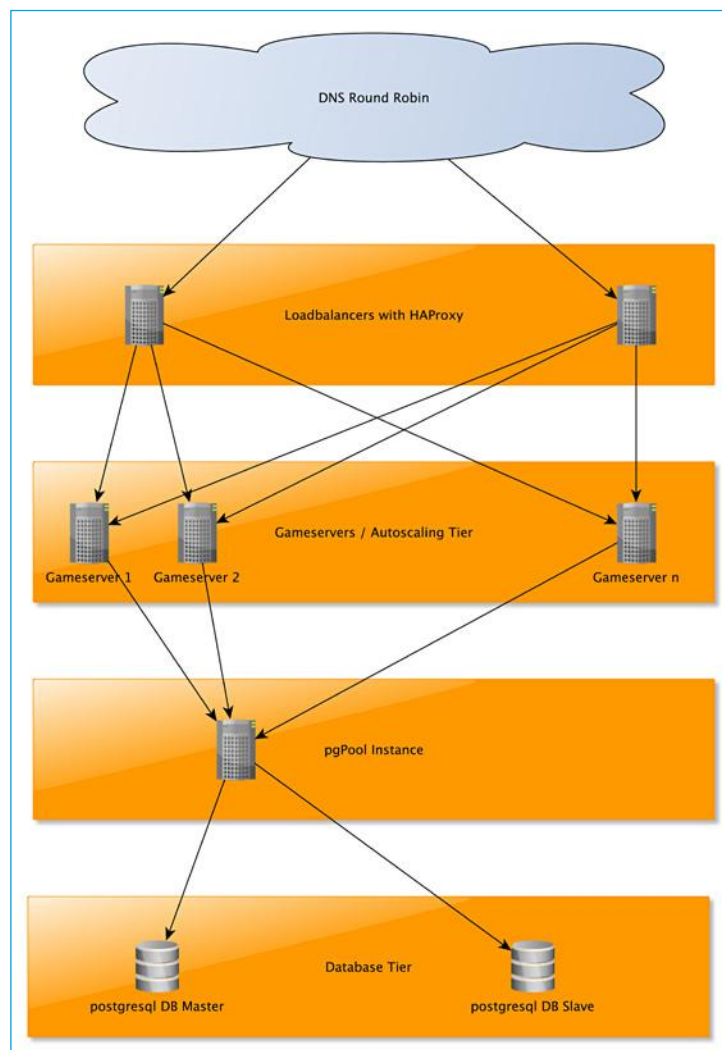 DNS Round Robin
Loadbalancers with HAProxy
Gameservers / Autoscaling Tier
Gameserver 1
Gameserver 2
Gameserver n
pgPool Instance
Database Tier
postgresql DB Master
postgresql DB Slave